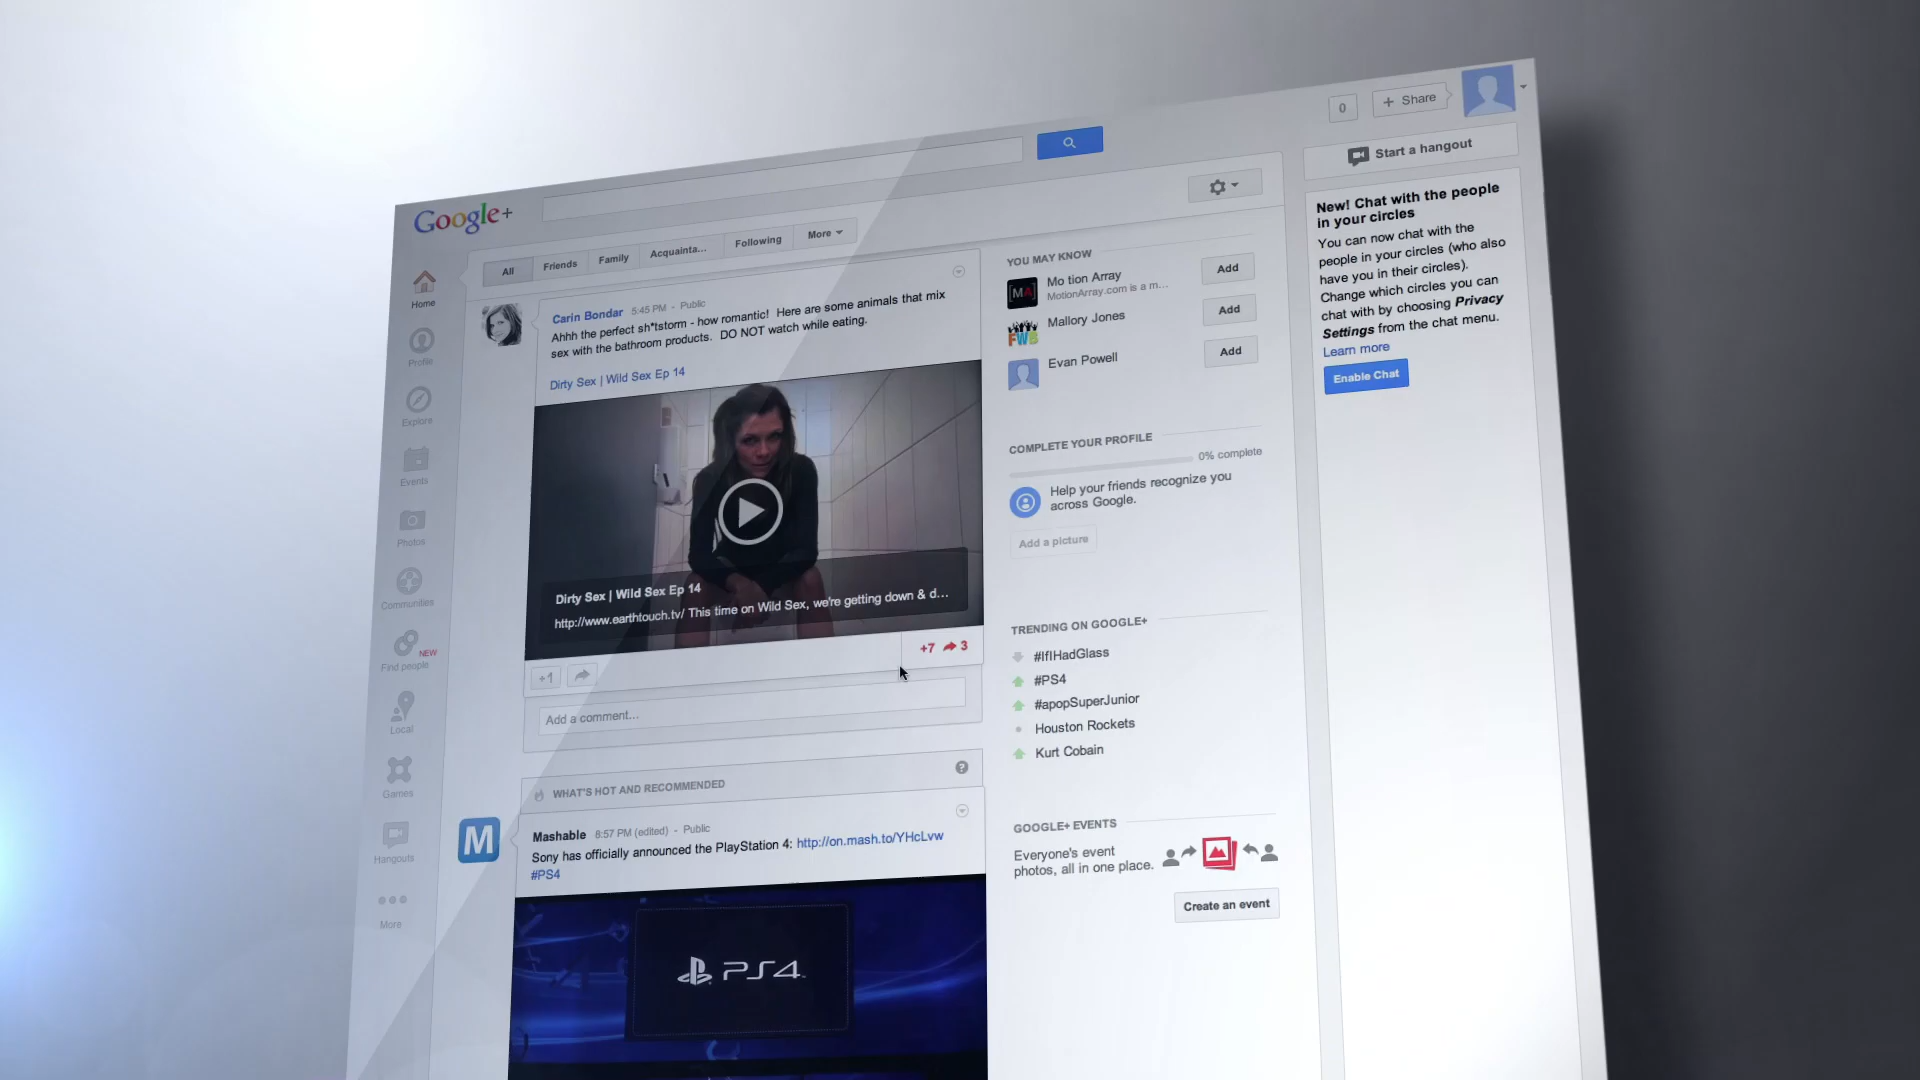 0
+ Share
Start a hangout
Google+
All
Friends
Family
Acquainta...
Following
More
Home
Profile
Explore
Events
Photos
Communities
Find people
NEW
Local
Games
Hangouts
More
Carin Bondar 5:45 PM - Public
Ahhh the perfect sh*tstorm - how romantic! Here are some animals that mix
sex with the bathroom products. DO NOT watch while eating.
Dirty Sex | Wild Sex Ep 14
Dirty Sex | Wild Sex Ep 14
http://www.earthtouch.tv/ This time on Wild Sex, we're getting down & d...
+7 3
+1
Add a comment...
WHAT'S HOT AND RECOMMENDED
?
M
Mashable 8:57 PM (edited) - Public
Sony has officially announced the PlayStation 4: http://on.mash.to/YHcLvw
#PS4
PS4
YOU MAY KNOW
[MA]
Mo tion Array
MotionArray.com is a m...
Add
FWB
Mallory Jones
Add
Evan Powell
Add
COMPLETE YOUR PROFILE
0% complete
Help your friends recognize you
across Google.
Add a picture
TRENDING ON GOOGLE+
#IfIHadGlass
#PS4
#apopSuperJunior
Houston Rockets
Kurt Cobain
GOOGLE+ EVENTS
Everyone's event
photos, all in one place.
Create an event
New! Chat with the people
in your circles
You can now chat with the
people in your circles (who also
have you in their circles).
Change which circles you can
chat with by choosing Privacy
Settings from the chat menu.
Learn more
Enable Chat